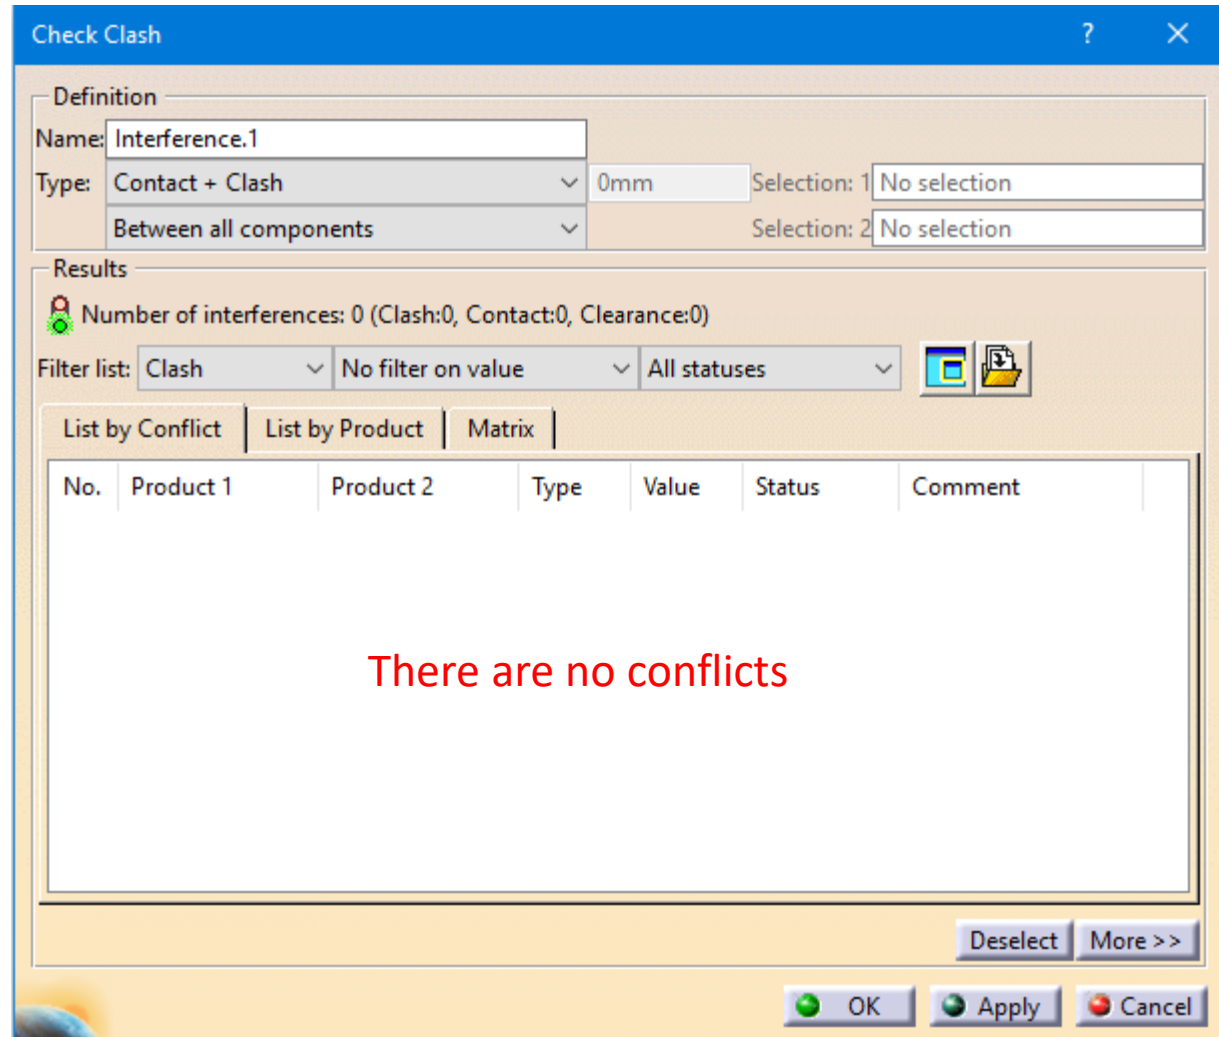 Check Clash ?
Definition
Name: Interference.1
Type: Contact + Clash 0mm Selection: 1 No selection
Between all components Selection: 2 No selection
Results
Number of interferences: 0 (Clash:0, Contact:0, Clearance:0)
Filter list: Clash No filter on value All statuses
List by Conflict List by Product Matrix
No. Product 1 Product 2 Type Value Status Comment
There are no conflicts
Deselect More >>
OK Apply Cancel